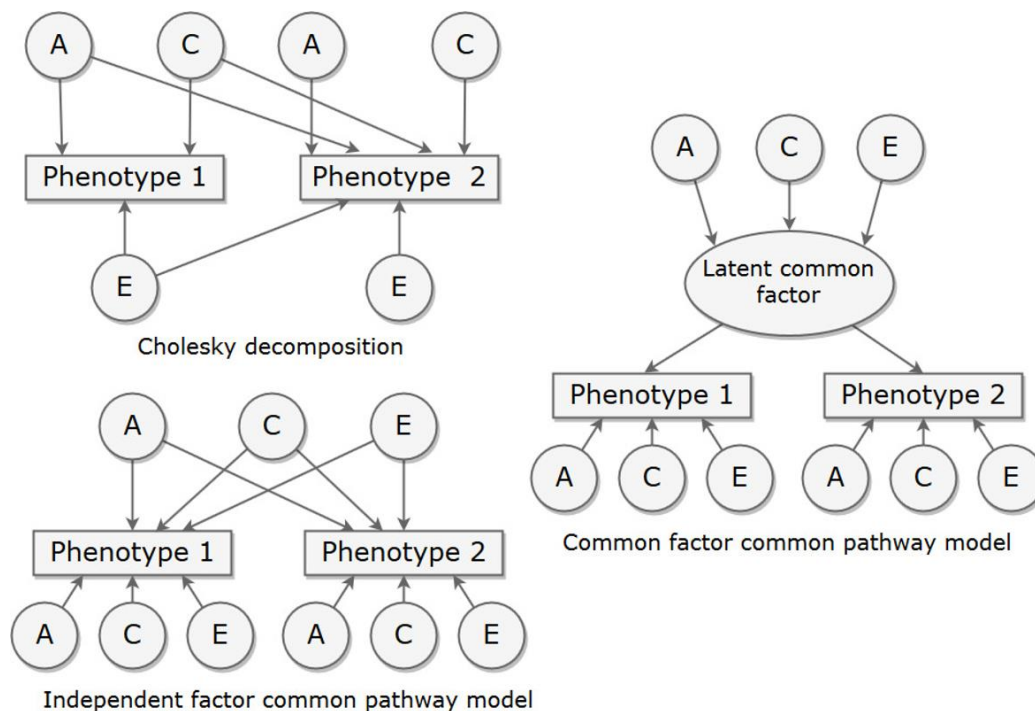 A C A C
Phenotype 1 Phenotype 2
E E
Cholesky decomposition
A C E
Phenotype 1 Phenotype 2
A C E A C E
Independent factor common pathway model
A C E
Latent common
factor
Phenotype 1 Phenotype 2
A C E A C E
Common factor common pathway model